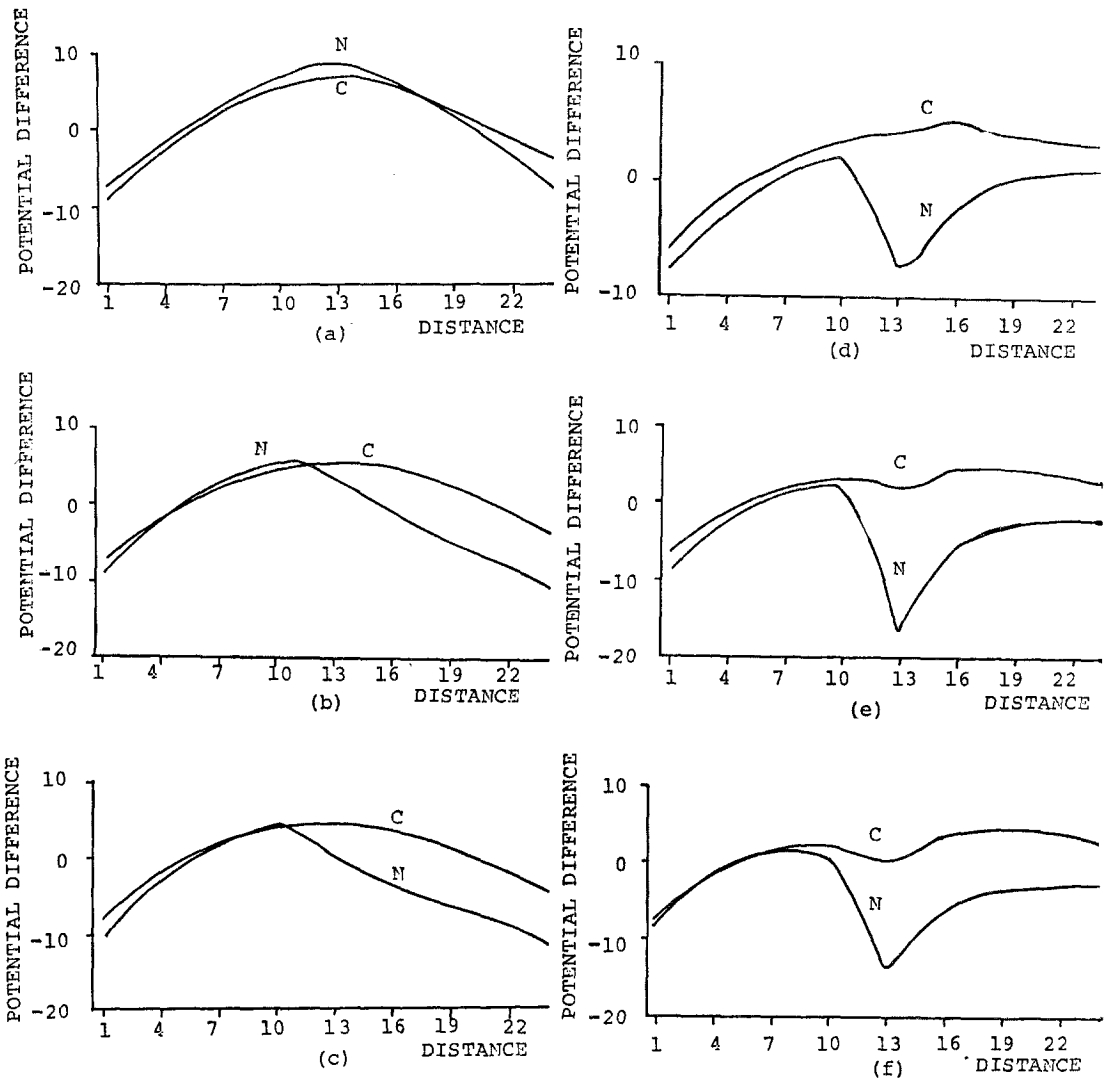 POTENTIAL DIFFERENCE
10
0
-10
-20
N
C
1 4 7 10 13 16 19 22
(a)
DISTANCE
POTENTIAL DIFFERENCE
10
0
-10
-20
N C
1 4 7 10 13 16 19 22
(b)
DISTANCE
POTENTIAL DIFFERENCE
10
0
-10
-20
C
N
1 4 7 10 13 16 19 22
(c)
DISTANCE
POTENTIAL DIFFERENCE
10
0
-10
C
N
1 4 7 10 13 16 19 22
(d)
DISTANCE
POTENTIAL DIFFERENCE
10
0
-10
-20
C
N
1 4 7 10 13 16 19 22
(e)
DISTANCE
POTENTIAL DIFFERENCE
10
0
-10
-20
C
N
1 4 7 10 13 16 19 22
(f)
DISTANCE